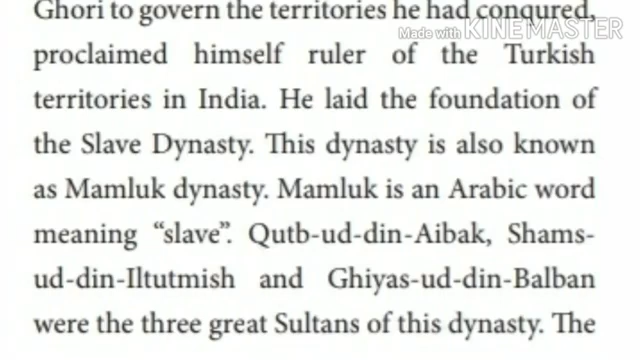 Ghori to govern the territories he had conqured,
Made with KINEMASTER
proclaimed himself ruler of the Turkish
territories in India. He laid the foundation of
the Slave Dynasty. This dynasty is also known
as Mamluk dynasty. Mamluk is an Arabic word
meaning “slave”. Qutb-ud-din-Aibak, Shams-
ud-din-Iltutmish and Ghiyas-ud-din-Balban
were the three great Sultans of this dynasty. The